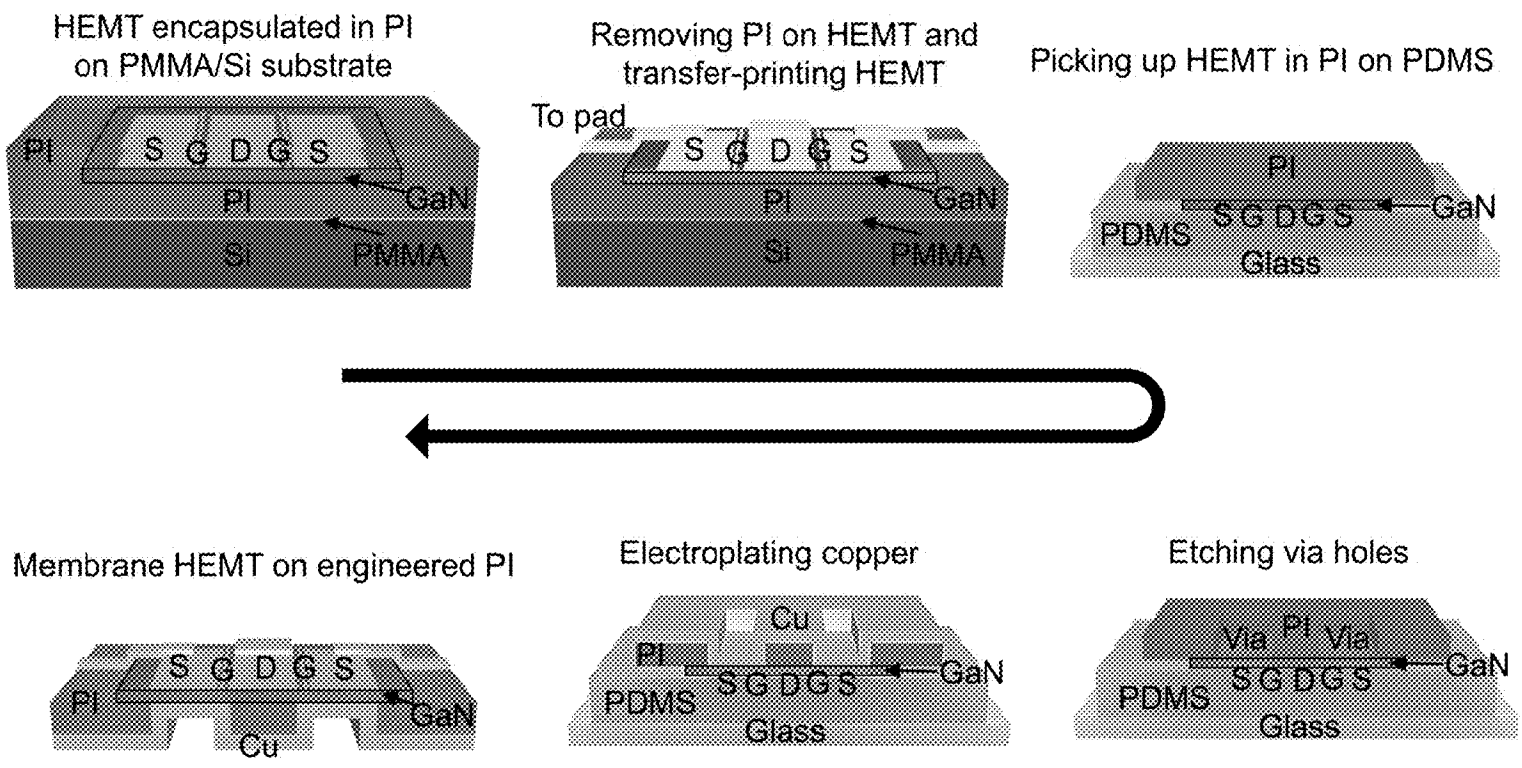 HEMT encapsulated in PI
on PMMA/Si substrate
PI
S G D G S
GaN
PI
PMMA
Si
Removing PI on HEMT and
transfer-printing HEMT
To pad
S G D G S
GaN
PI
PMMA
Si
Picking up HEMT in PI on PDMS
PI
GaN
S G D G S
PDMS
Glass
Membrane HEMT on engineered PI
S G D G S
PI
GaN
Cu
Electroplating copper
Cu
PI
GaN
S G D G S
PDMS
Glass
Etching via holes
Via PI Via
GaN
S G D G S
PDMS
Glass